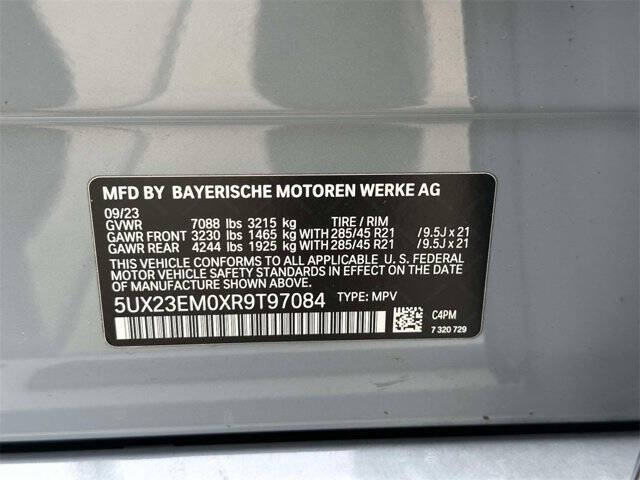 MFD BY BAYERISCHE MOTOREN WERKE AG
09/23
GVWR 7088 lbs 3215 kg TIRE / RIM
GAWR FRONT 3230 lbs 1465 kg WITH 285/45 R21 /9.5J x 21
GAWR REAR 4244 lbs 1925 kg WITH 285/45 R21 /9.5J x 21
THIS VEHICLE CONFORMS TO ALL APPLICABLE U. S. FEDERAL
MOTOR VEHICLE SAFETY STANDARDS IN EFFECT ON THE
DATE OF MANUFACTURE SHOWN ABOVE.
5UX23EM0XR9T97084 TYPE: MPV
C4PM
7 320 729